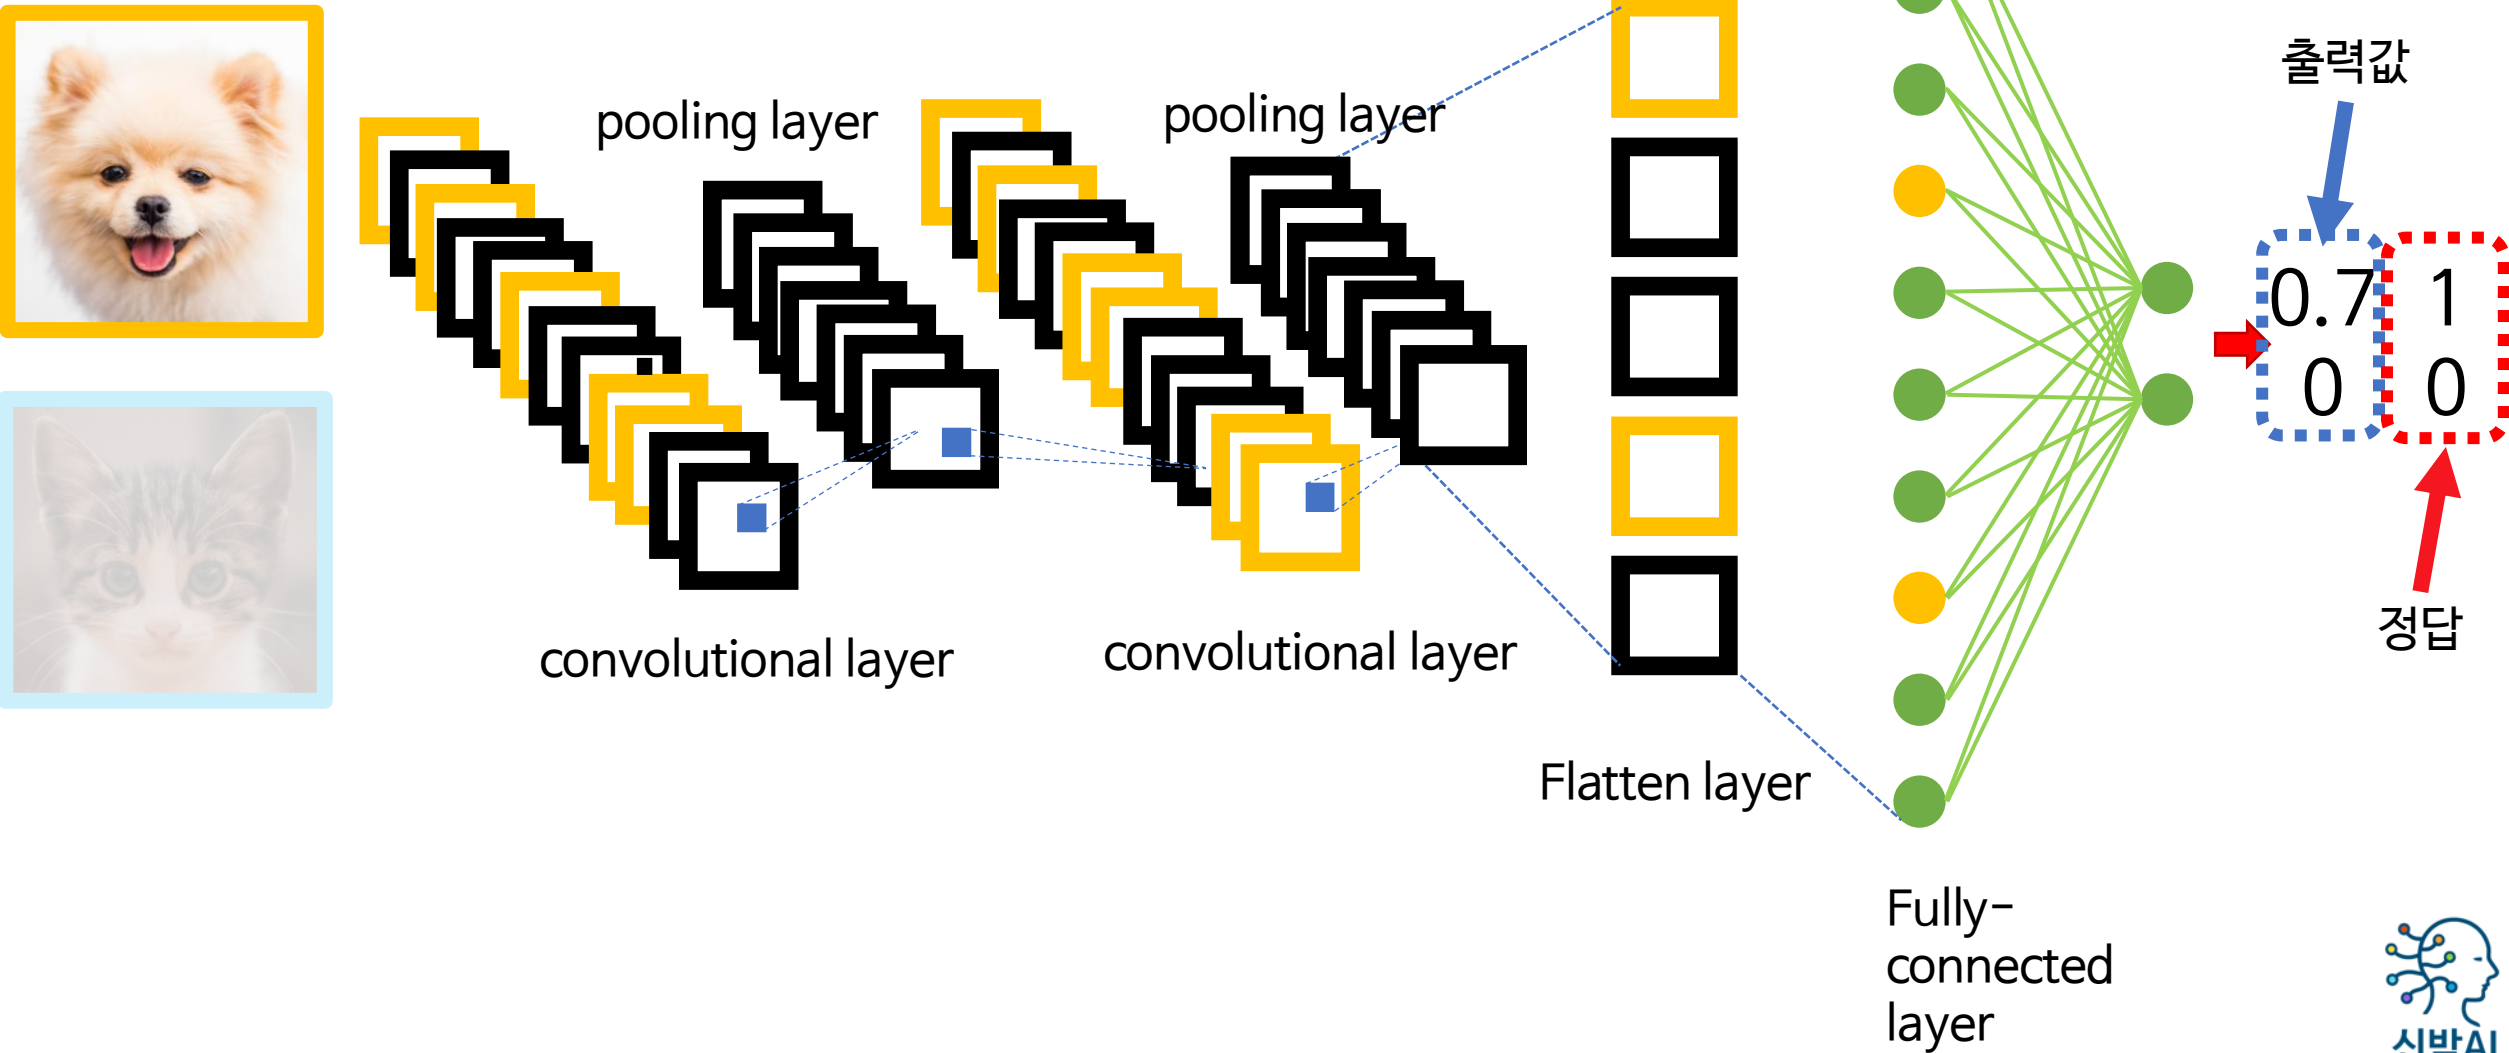 출력값
pooling layer
pooling layer
0.7 1
0 0
정답
convolutional layer
convolutional layer
Flatten layer
Fully-
connected
layer